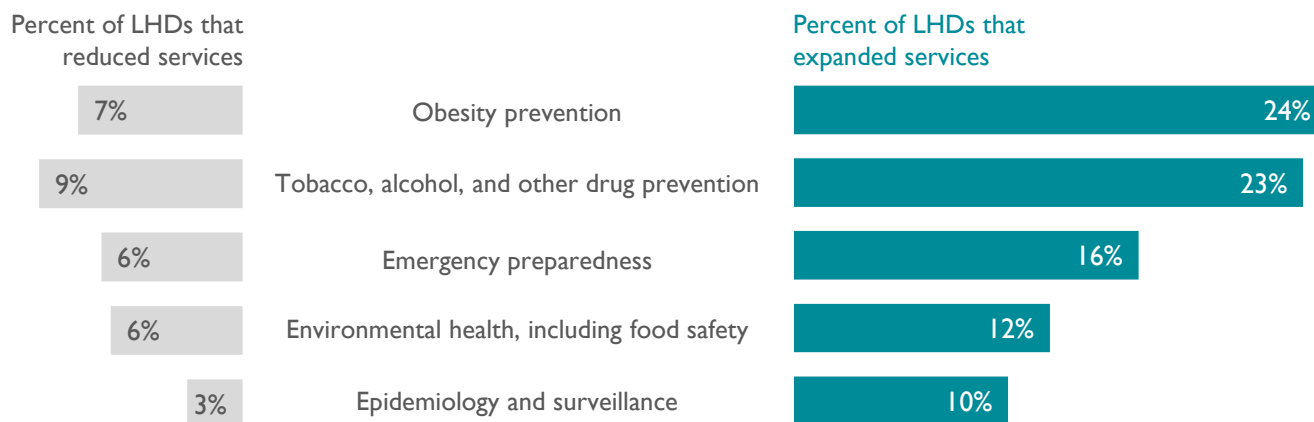 Percent of LHDs that
reduced services
Percent of LHDs that
expanded services
7% Obesity prevention 24%
9% Tobacco, alcohol, and other drug prevention 23%
6% Emergency preparedness 16%
6% Environmental health, including food safety 12%
3% Epidemiology and surveillance 10%